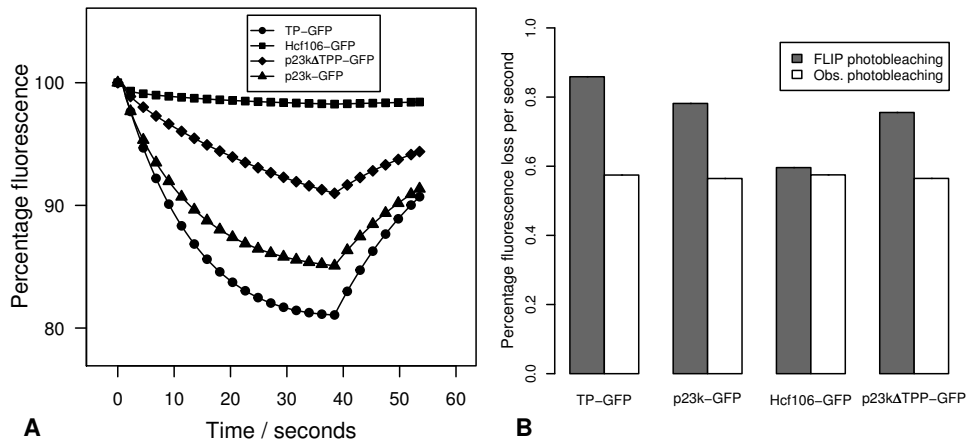 TP−GFP
Hcf106−GFP
p23kΔTPP−GFP
p23k−GFP
Percentage fluorescence
100
90
80
0 10 20 30 40 50 60
Time / seconds
A
FLIP photobleaching
Obs. photobleaching
Percentage fluorescence loss per second
1.0
0.8
0.6
0.4
0.2
0.0
TP−GFP p23k−GFP Hcf106−GFP p23kΔTPP−GFP
B